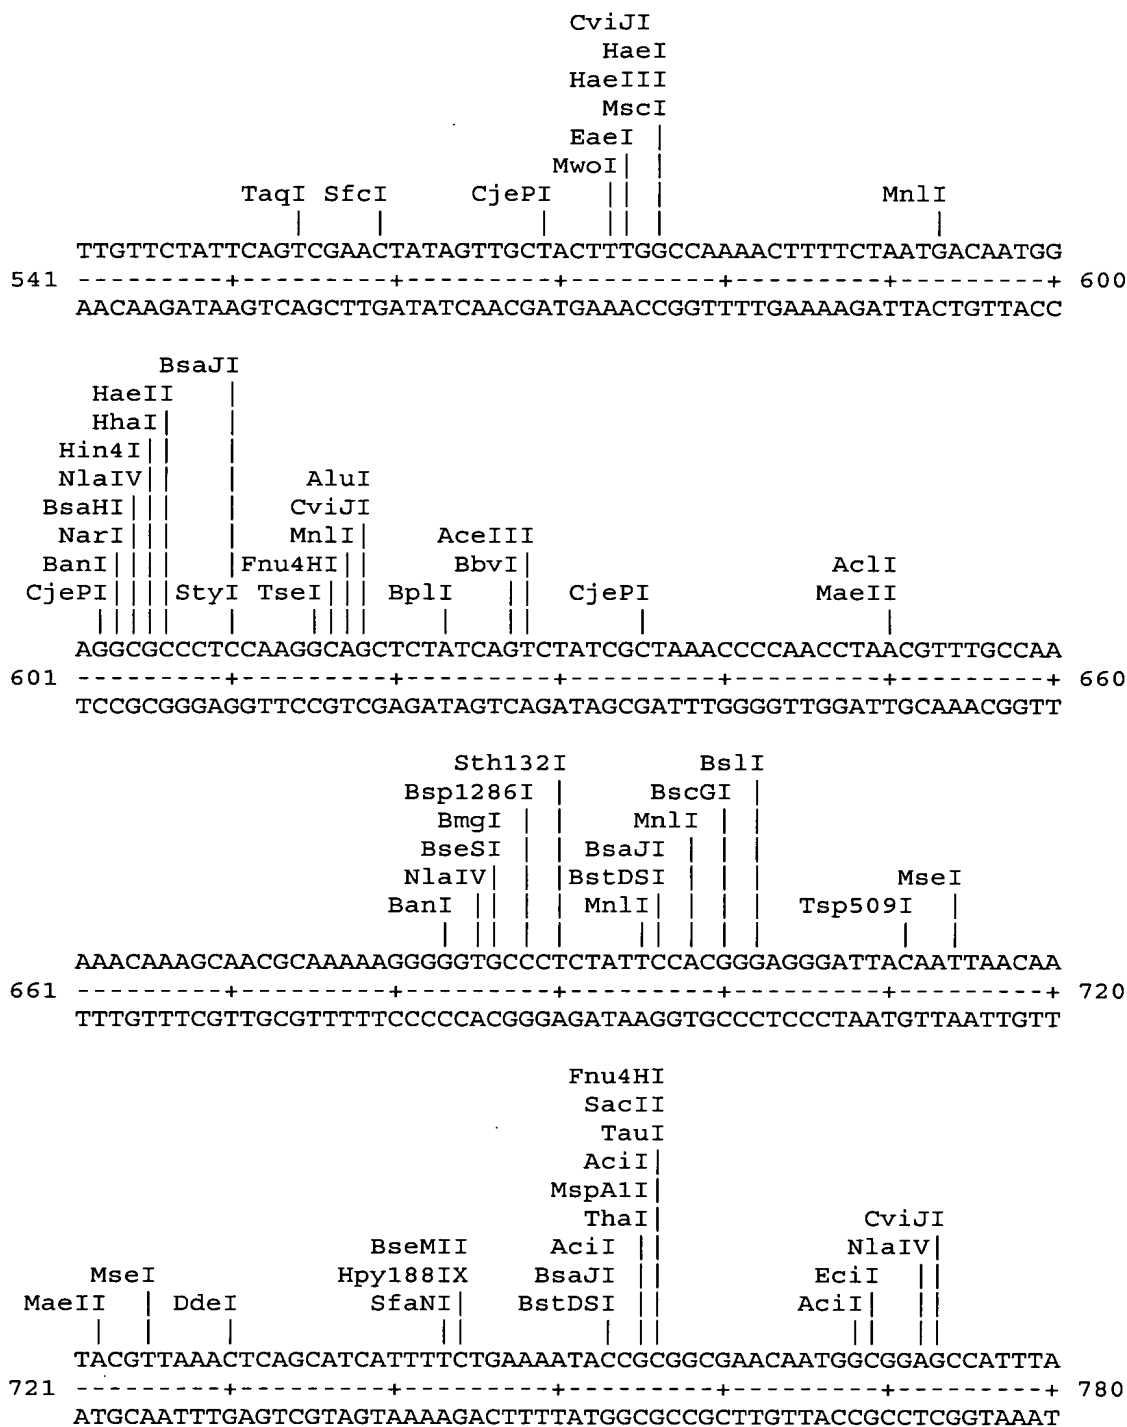 CviJI
HaeI
HaeIII
MscI
EaeI |
MwoI| |
TaqI SfcI CjePI || | MnlI
| | | || | |
TTGTTCTATTCAGTCGAACTATAGTTGCTACTTTTGGCCAAAACTTTTCTAATGACAATGG
541 ---------+---------+---------+---------+---------+---------+ 600
AACAAGATAAGTCAGCTTGATATCAACGATGAAACCGGTTTTGAAAAGATTACTGTTACC
BsaJI
HaeII |
HhaI| |
Hin4I|| |
NlaIV|| | AluI
BsaHI||| | CviJI
NarI||| | MnlI| AceIII
BanI|||| | Fnu4HI|| BbvI| AclI
CjePI|||| StyI TseI||| BplI || CjePI MaeII
||||| | |||| | || | |
AGGCGCCCTCCAAGGCAGCTCTATCAGTCTATCGCTAAACCCCAACCTAACGTTTGCCAA
601 ---------+---------+---------+---------+---------+---------+ 660
TCCGCGGGAGGTTCCGTCGAGATAGTCAGATAGCGATTTGGGGTTGGATTGCAAACGGTT
Sth132I BslI
Bsp1286I | BscGI |
BmgI | | MnlI | |
BseSI | | BsaJI | | |
NlaIV| | | BstDSI | | | MseI
BanI || | | MnlI| | | | Tsp509I |
| || | | || | | | | |
AAACAAAGCAACGCAAAAAGGGGGTGCCCTCTATTCCACGGGAGGGATTACAATTAACAA
661 ---------+---------+---------+---------+---------+---------+ 720
TTTGTTTCGTTGCGTTTTTCCCCCACGGGAGATAAGGTGCCCTCCCTAATGTTAATTGTT
Fnu4HI
SacII
TauI
AciI|
MspA1I|
ThaI| CviJI
BseMII AciI || NlaIV|
MseI Hpy188IX BsaJI || EciI ||
MaeII | DdeI SfaNI| BstDSI || AciI| ||
| | | || | || || ||
TACGTTAAACTCAGCATCATTTTCTGAAAATACCGCGGCGAACAATGGCGGAGCCATTTA
721 ---------+---------+---------+---------+---------+---------+ 780
ATGCAATTTGAGTCGTAGTAAAAGACTTTTATGGCGCCGCTTGTTACCGCCTCGGTAAAT